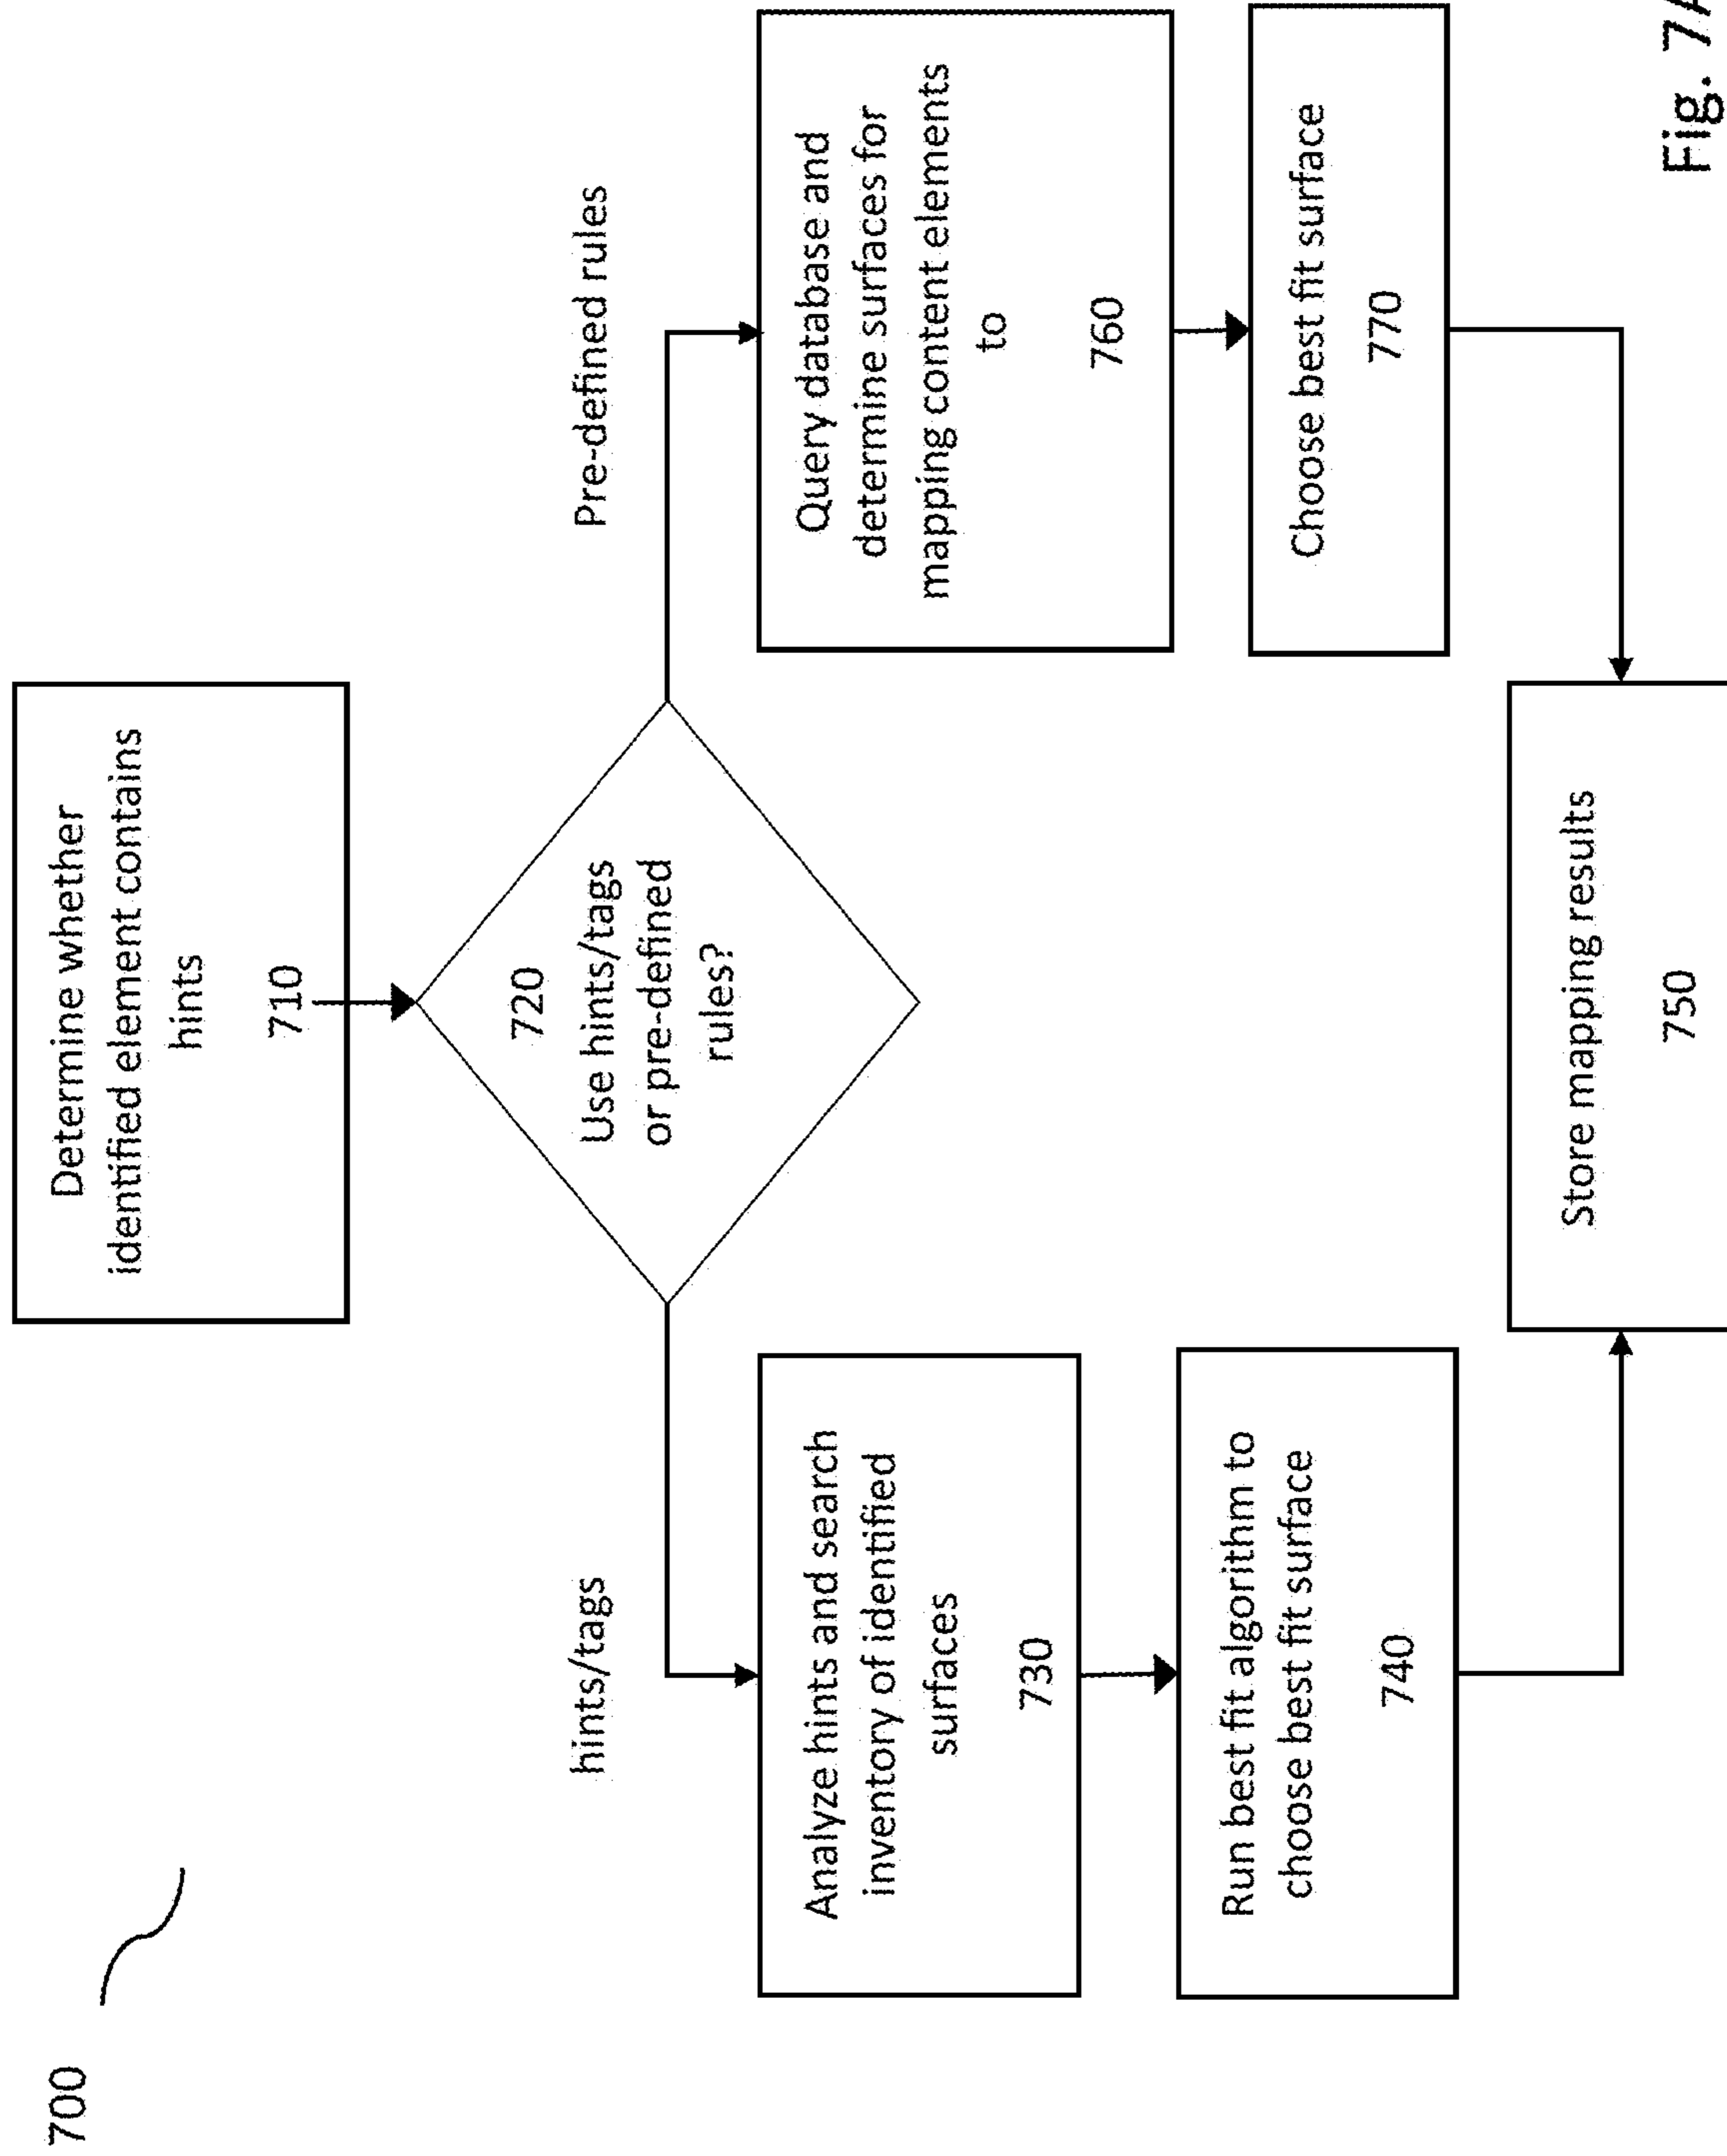 700
Determine whether
identified element contains
hints
710
720
Use hints/tags
or pre-defined
rules?
hints/tags
Analyze hints and search
inventory of identified
surfaces
730
Run best fit algorithm to
choose best fit surface
740
Pre-defined rules
Query database and
determine surfaces for
mapping content elements
to
760
Choose best fit surface
770
Store mapping results
750
Fig. 7A